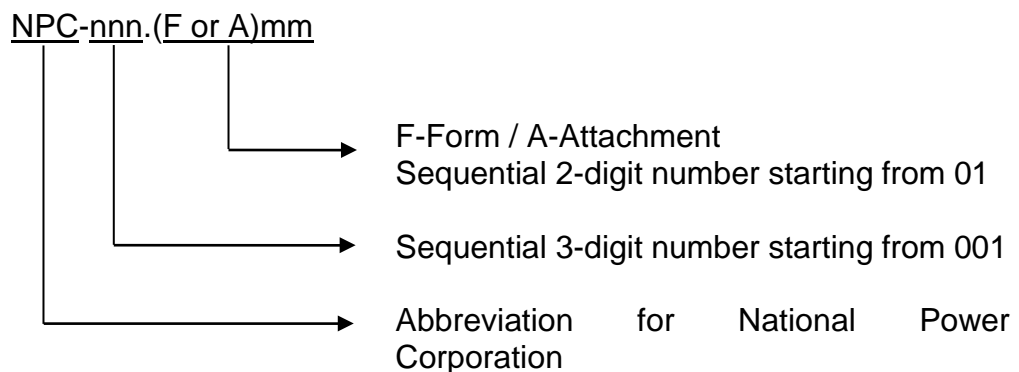 NPC-nnn.(F or A)mm
F-Form / A-Attachment
Sequential 2-digit number starting from 01
Sequential 3-digit number starting from 001
Abbreviation for National Power
Corporation